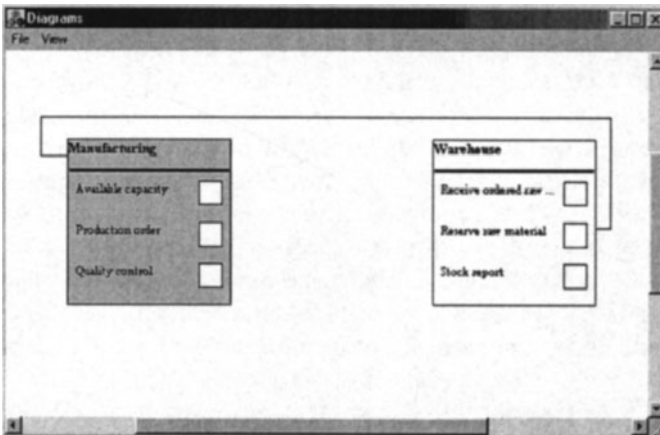 Diagrams
File View
Manufacturing
Available capacity
Production order
Quality control
Warehouse
Receive ordered raw ...
Reserve raw material
Stock report